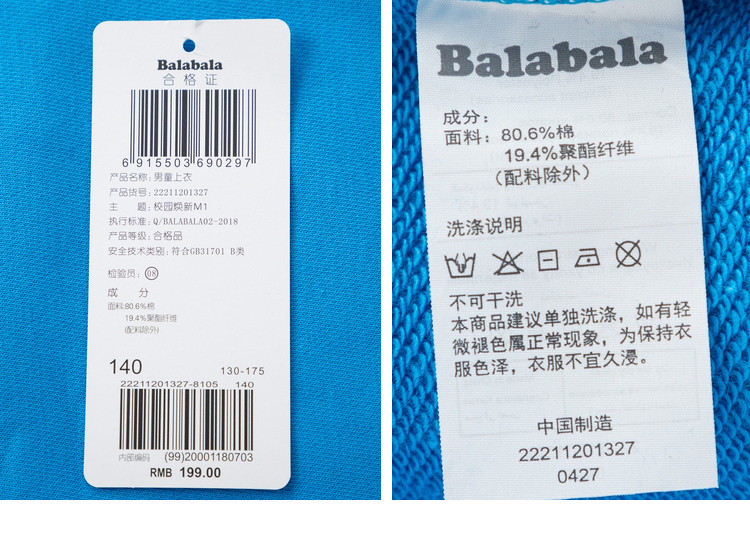 Balabala
合格证
6 915503 690297
产品名称: 男童上衣
产品货号: 22211201327
主 题: 校园焕新M1
执行标准: Q/BALABALA02-2018
产品等级: 合格品
安全技术类别: 符合GB31701 B类
检验员: 08
成 分
面料:80.6%棉
19.4%聚酯纤维
(配料除外)
140 130-175
22211201327-8105 140
内部编码 (99)20001180703
RMB 199.00
Balabala
成分:
面料: 80.6%棉
19.4%聚酯纤维
(配料除外)
洗涤说明
不可干洗
本商品建议单独洗涤，如有轻
微褪色属正常现象，为保持衣
服色泽，衣服不宜久浸。
中国制造
22211201327
0427